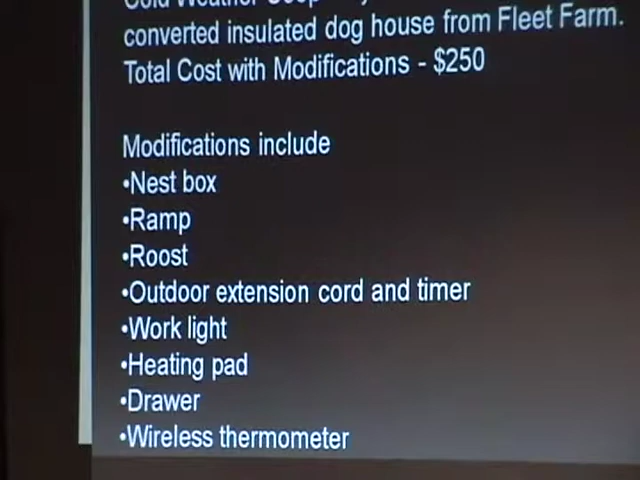 converted insulated dog house from Fleet Farm.
Total Cost with Modifications - $250
Modifications include
•Nest box
•Ramp
•Roost
•Outdoor extension cord and timer
•Work light
•Heating pad
•Drawer
•Wireless thermometer